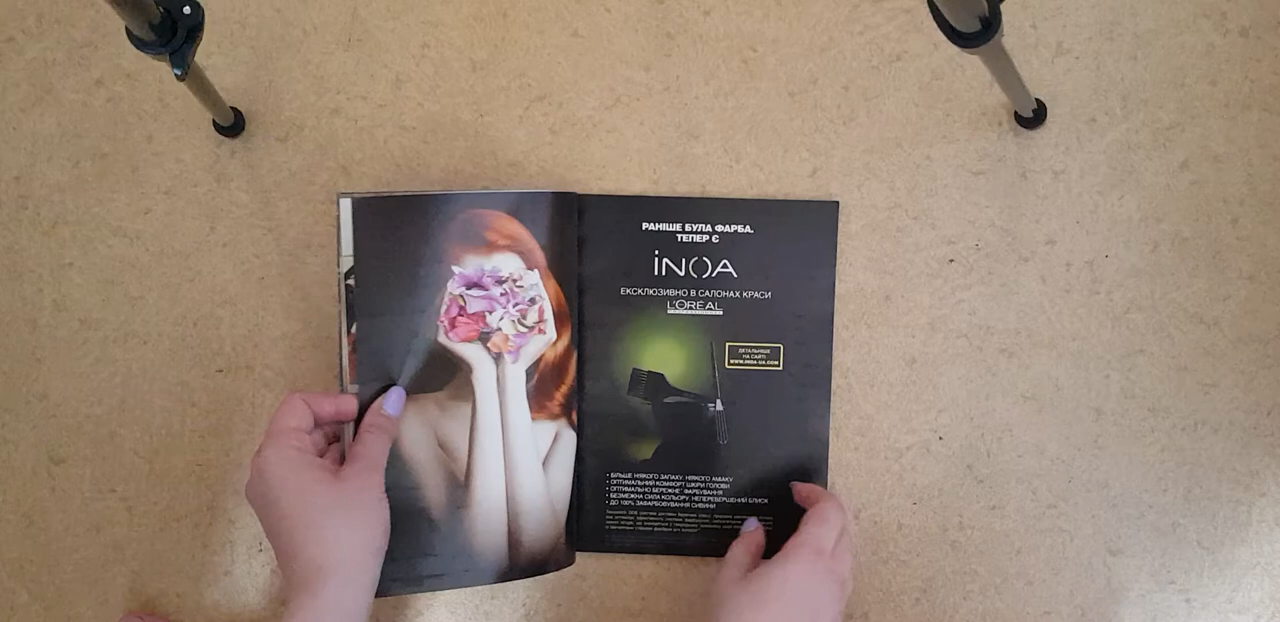 РАНІШЕ БУЛА ФАРБА.
ТЕПЕР Є
iNOA
ЕКСКЛЮЗИВНО В САЛОНАХ КРАСИ
L'ORÉAL
PROFESSIONNEL
ДЕТАЛЬНІШЕ
НА САЙТІ
WWW.INOA-UA.COM
• БІЛЬШЕ НІЯКОГО ЗАПАХУ. НІЯКОГО АМІАКУ
• ОПТИМАЛЬНИЙ КОМФОРТ ШКІРИ ГОЛОВИ
• ОПТИМАЛЬНО БЕРЕЖНЕ* ФАРБУВАННЯ
• БЕЗМЕЖНА СИЛА КОЛЬОРУ. НЕПЕРЕВЕРШЕНИЙ БЛИСК
• ДО 100% ЗАФАРБОВУВАННЯ СИВИНИ